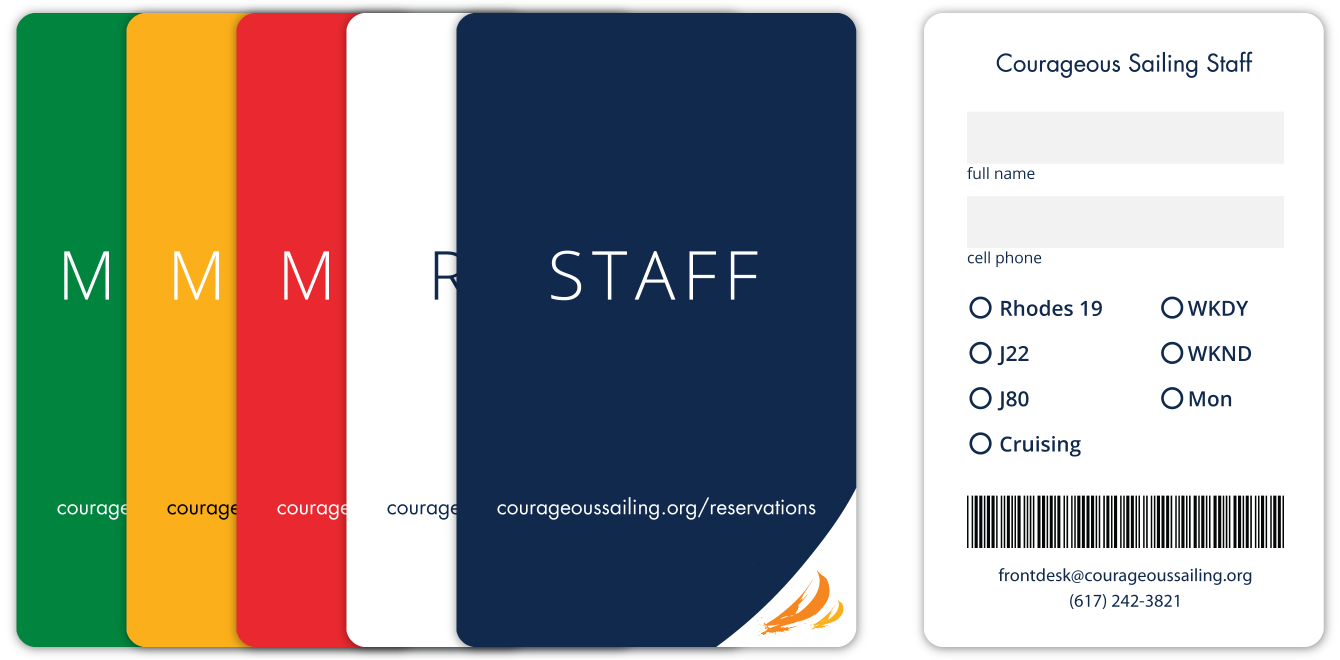 M
M
M
R
STAFF
courage
courage
courage
courage
courageoussailing.org/reservations
Courageous Sailing Staff
full name
cell phone
Rhodes 19
WKDY
J22
WKND
J80
Mon
Cruising
frontdesk@courageoussailing.org
(617) 242-3821